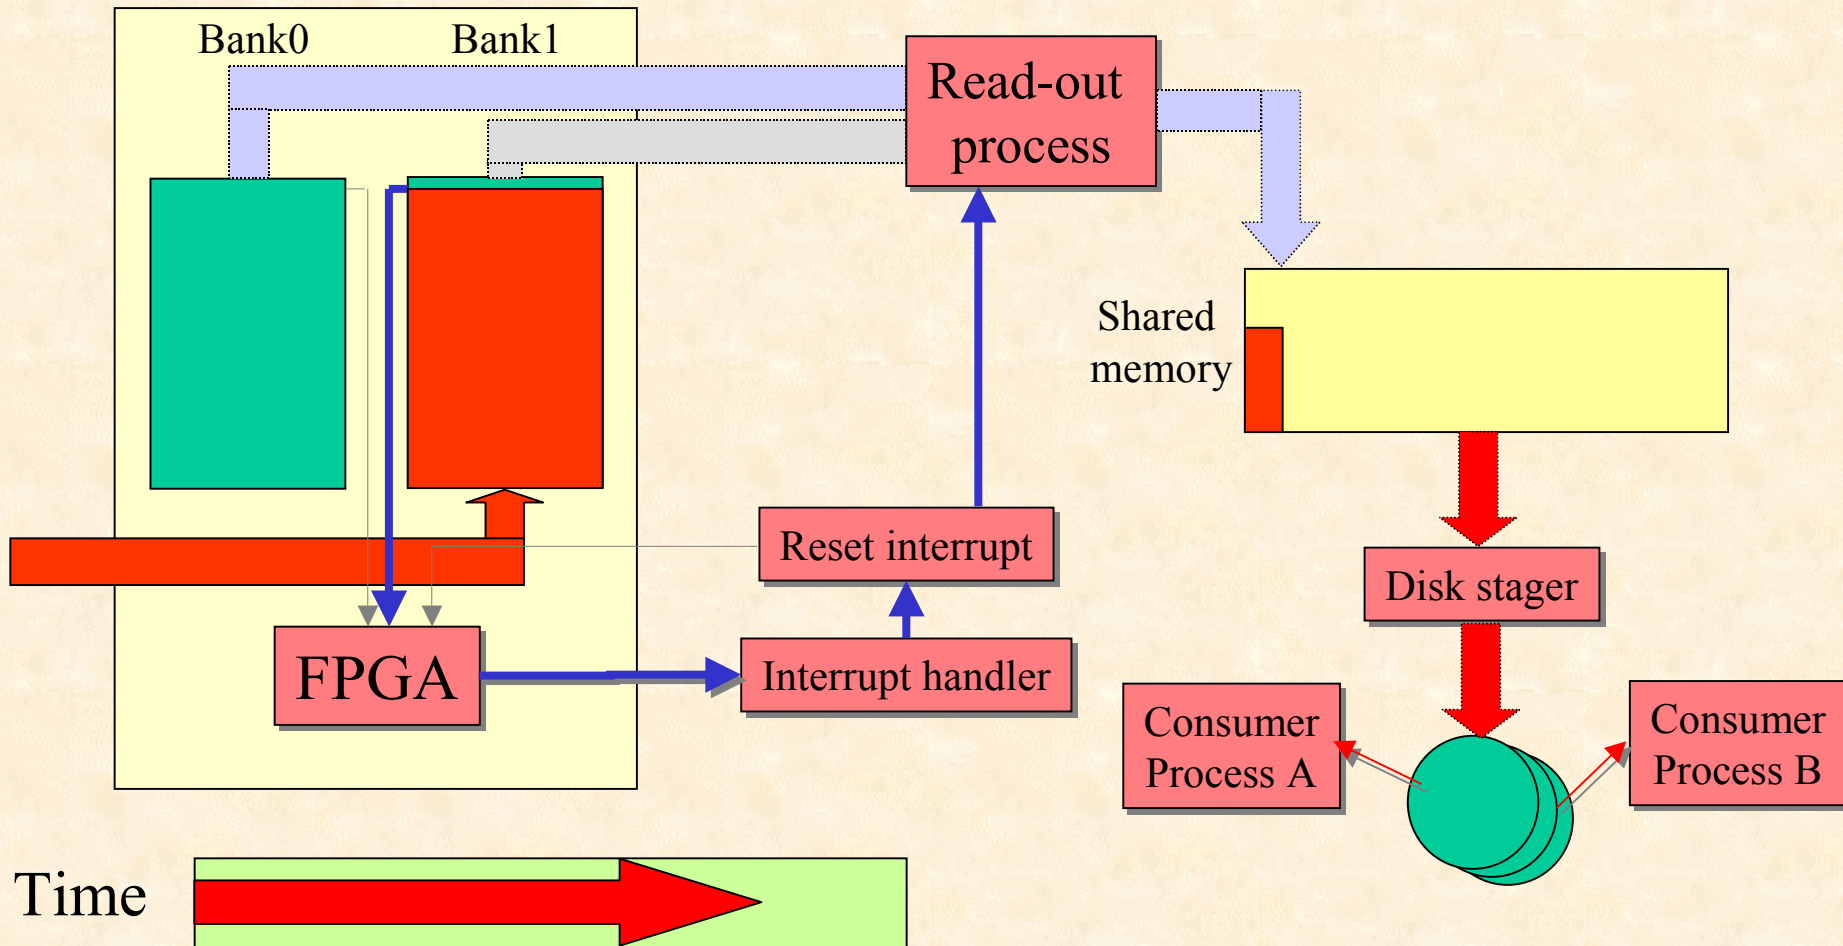 Bank0
Bank1
Read-out
process
Shared
memory
Reset interrupt
Disk stager
FPGA
Interrupt handler
Consumer
Process A
Consumer
Process B
Time